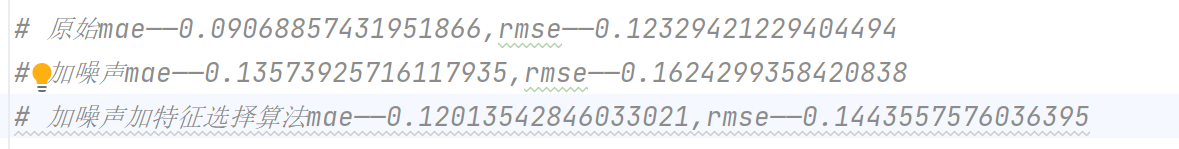 # 原始mae——0.09068857431951866,rmse——0.12329421229404494
# 加噪声mae——0.13573925716117935,rmse——0.1624299358420838
# 加噪声加特征选择算法mae——0.12013542846033021,rmse——0.1443557576036395